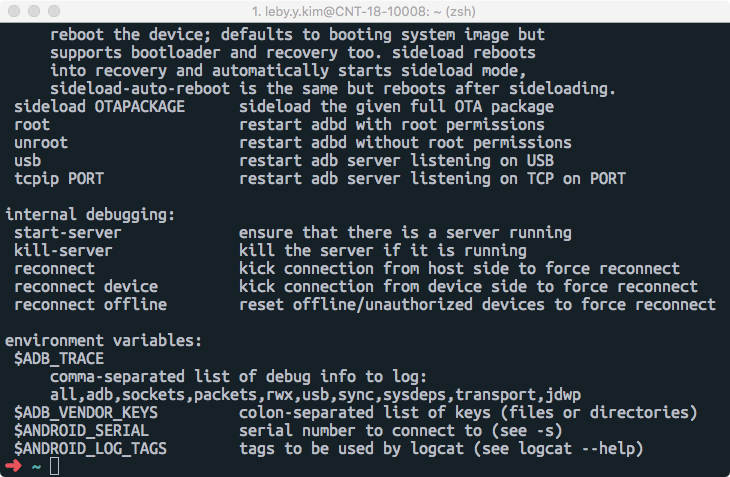 1. leby.y.kim@CNT-18-10008: ~ (zsh)
reboot the device; defaults to booting system image but
supports bootloader and recovery too. sideload reboots
into recovery and automatically starts sideload mode,
sideload-auto-reboot is the same but reboots after sideloading.
sideload OTAPACKAGE sideload the given full OTA package
root restart adbd with root permissions
unroot restart adbd without root permissions
usb restart adb server listening on USB
tcpip PORT restart adb server listening on TCP on PORT
internal debugging:
start-server ensure that there is a server running
kill-server kill the server if it is running
reconnect kick connection from host side to force reconnect
reconnect device kick connection from device side to force reconnect
reconnect offline reset offline/unauthorized devices to force reconnect
environment variables:
$ADB_TRACE
comma-separated list of debug info to log:
all,adb,sockets,packets,rwx,usb,sync,sysdeps,transport,jdwp
$ADB_VENDOR_KEYS colon-separated list of keys (files or directories)
$ANDROID_SERIAL serial number to connect to (see -s)
$ANDROID_LOG_TAGS tags to be used by logcat (see logcat --help)
➜ ~